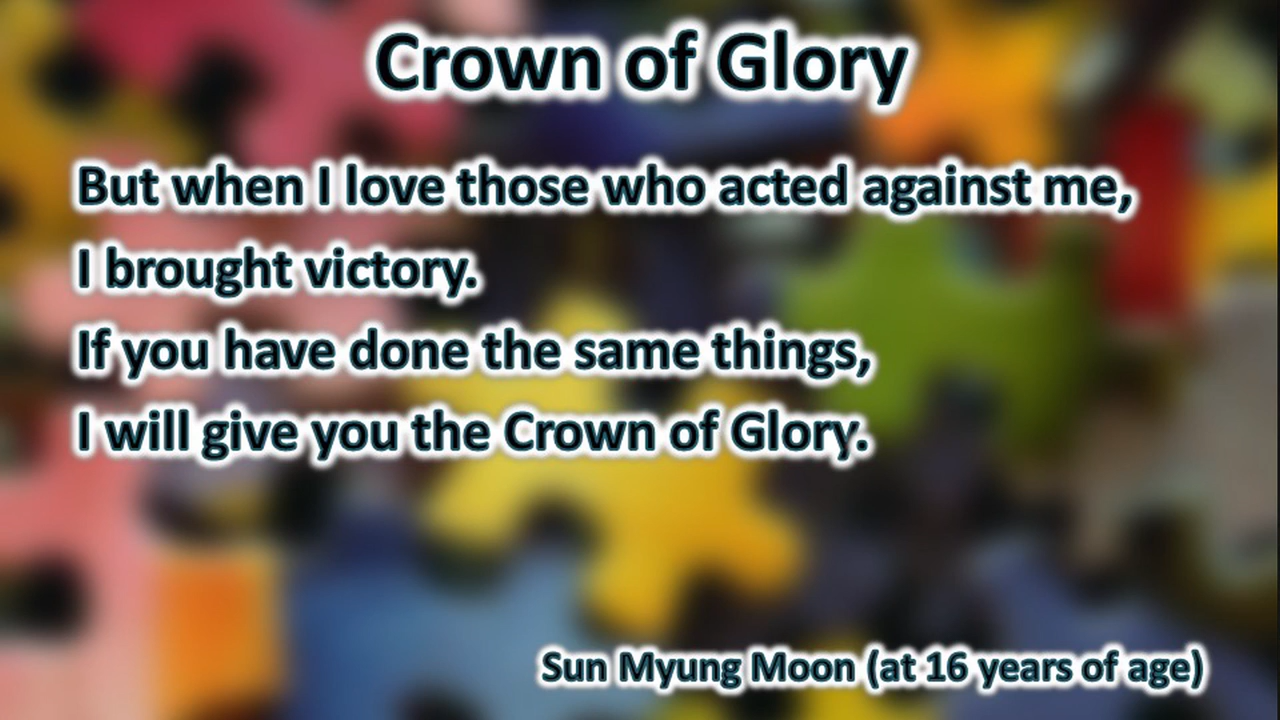 Crown of Glory
But when I love those who acted against me,
I brought victory.
If you have done the same things,
I will give you the Crown of Glory.
Sun Myung Moon (at 16 years of age)